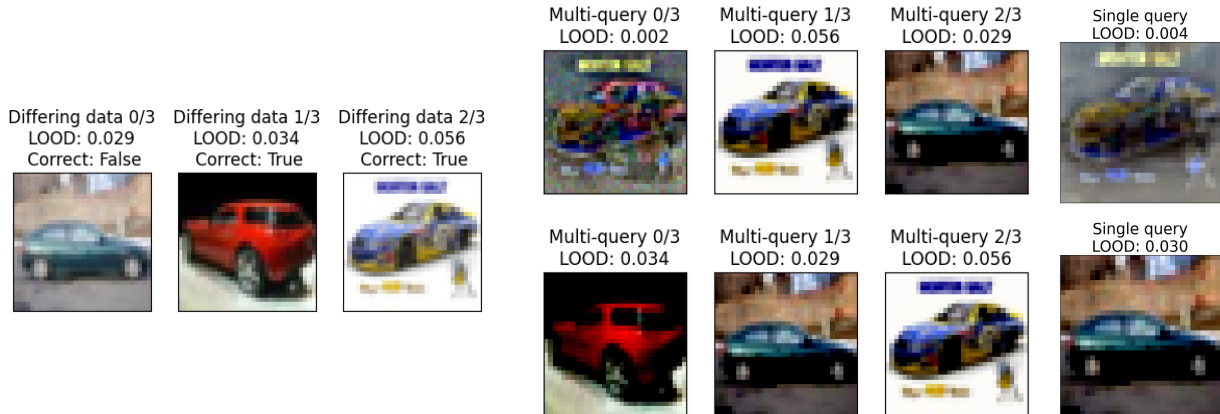 Differing data 0/3
LOOD: 0.029
Correct: False
Differing data 1/3
LOOD: 0.034
Correct: True
Differing data 2/3
LOOD: 0.056
Correct: True
Multi-query 0/3
LOOD: 0.002
Multi-query 1/3
LOOD: 0.056
Multi-query 2/3
LOOD: 0.029
Single query
LOOD: 0.004
Multi-query 0/3
LOOD: 0.034
Multi-query 1/3
LOOD: 0.029
Multi-query 2/3
LOOD: 0.056
Single query
LOOD: 0.030